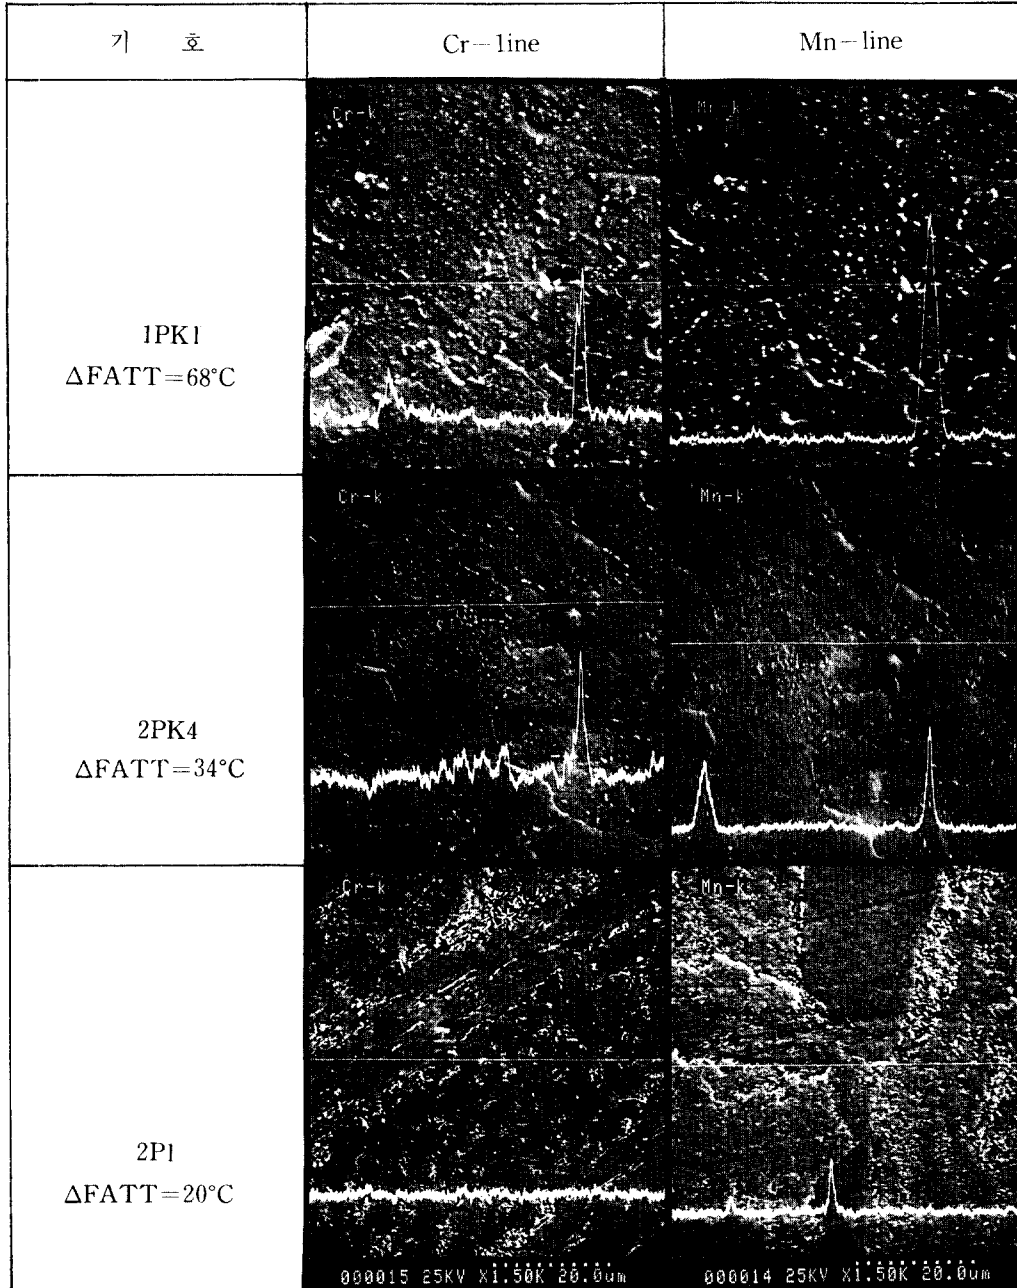 기 호
Cr-line
Mn-line
1PK1
ΔFATT=68°C
Cr-k
Mn-k
2PK4
ΔFATT=34°C
Cr-k
Mn-k
2P1
ΔFATT=20°C
Cr-k
Mn-k
000015 25KV X1.50K 20.0um
000014 25KV X1.50K 20.0um